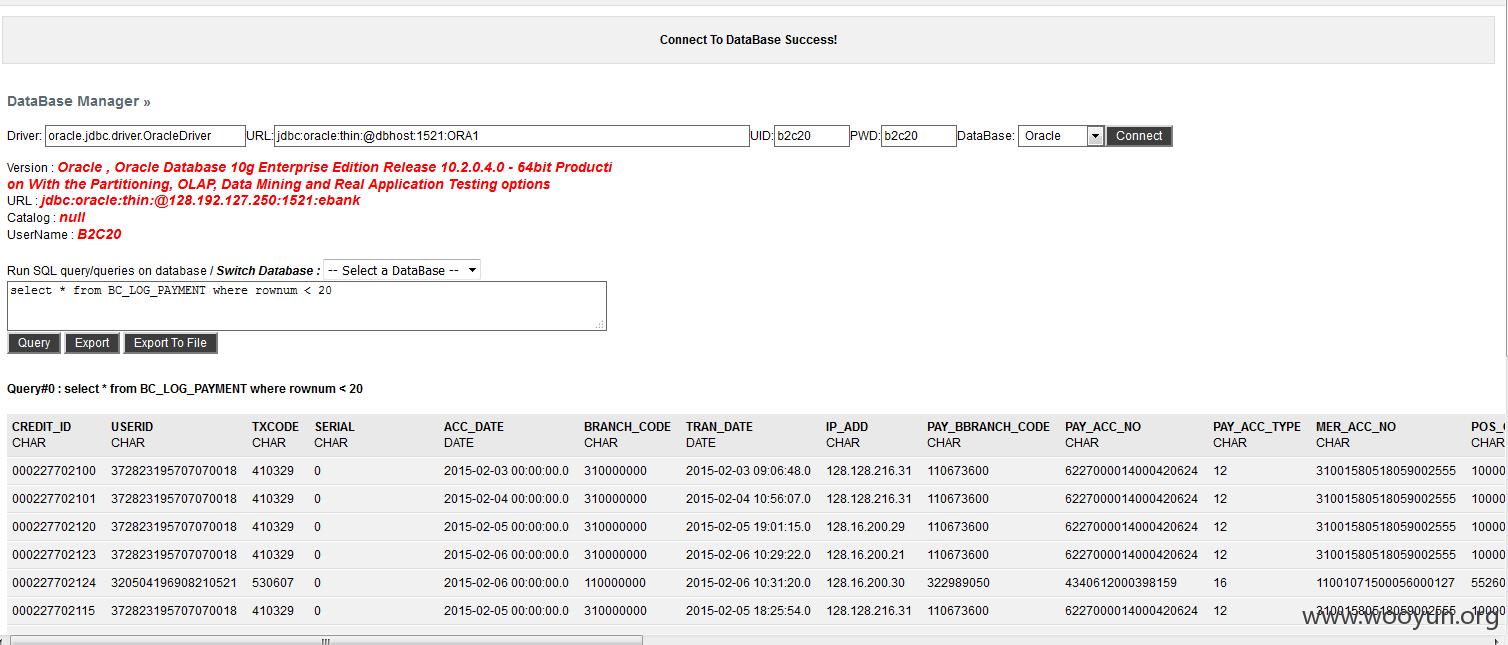 Connect To DataBase Success!
DataBase Manager »
Driver: oracle.jdbc.driver.OracleDriver URL: jdbc:oracle:thin:@dbhost:1521:ORA1 UID: b2c20 PWD: b2c20 DataBase: Oracle Connect
Version : Oracle , Oracle Database 10g Enterprise Edition Release 10.2.0.4.0 - 64bit Producti
on With the Partitioning, OLAP, Data Mining and Real Application Testing options
URL : jdbc:oracle:thin:@128.192.127.250:1521:ebank
Catalog : null
UserName : B2C20
Run SQL query/queries on database / Switch Database : -- Select a DataBase --
select * from BC_LOG_PAYMENT where rownum < 20
Query Export Export To File
Query#0 : select * from BC_LOG_PAYMENT where rownum < 20
CREDIT_ID USERID TXCODE SERIAL ACC_DATE BRANCH_CODE TRAN_DATE IP_ADD PAY_BBRANCH_CODE PAY_ACC_NO PAY_ACC_TYPE MER_ACC_NO POS_
CHAR CHAR CHAR CHAR DATE CHAR DATE CHAR CHAR CHAR CHAR CHAR CHAR
000227702100 372823195707070018 410329 0 2015-02-03 00:00:00.0 310000000 2015-02-03 09:06:48.0 128.128.216.31 110673600 6227000014000420624 12 31001580518059002555 10000
000227702101 372823195707070018 410329 0 2015-02-04 00:00:00.0 310000000 2015-02-04 10:56:07.0 128.128.216.31 110673600 6227000014000420624 12 31001580518059002555 10000
000227702120 372823195707070018 410329 0 2015-02-05 00:00:00.0 310000000 2015-02-05 19:01:15.0 128.16.200.29 110673600 6227000014000420624 12 31001580518059002555 10000
000227702123 372823195707070018 410329 0 2015-02-06 00:00:00.0 310000000 2015-02-06 10:29:22.0 128.16.200.21 110673600 6227000014000420624 12 31001580518059002555 10000
000227702124 320504196908210521 530607 0 2015-02-06 00:00:00.0 110000000 2015-02-06 10:31:20.0 128.16.200.30 322989050 4340612000398159 16 11001071500056000127 55260
000227702115 372823195707070018 410329 0 2015-02-05 00:00:00.0 310000000 2015-02-05 18:25:54.0 128.128.216.31 110673600 6227000014000420624 12 31001580518059002555 10000
www.wooyun.org